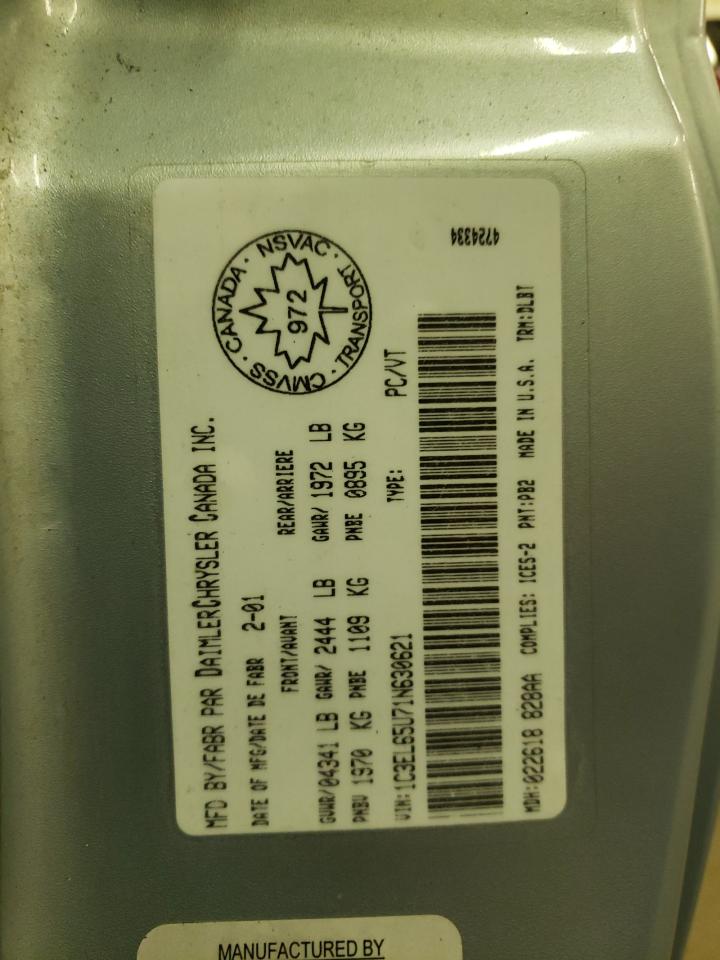 MFD BY/FABR PAR DAIMLERCHRYSLER CANADA INC.
DATE OF MFG/DATE DE FABR 2-01
FRONT/AVANT REAR/ARRIERE
GVWR/04341 LB GAWR/ 2444 LB GAWR/ 1972 LB
PNBV 1970 KG PNBE 1109 KG PNBE 0895 KG
VIN:1C3EL65U71N630621 TYPE: PC/VT
MDH:022618 828AA COMPLIES: ICES-2 PNT:PB2 MADE IN U.S.A. TRM:DLBT
CANADA · NSVAC · TRANSPORT · CMVSS ·
972
4724334
MANUFACTURED BY